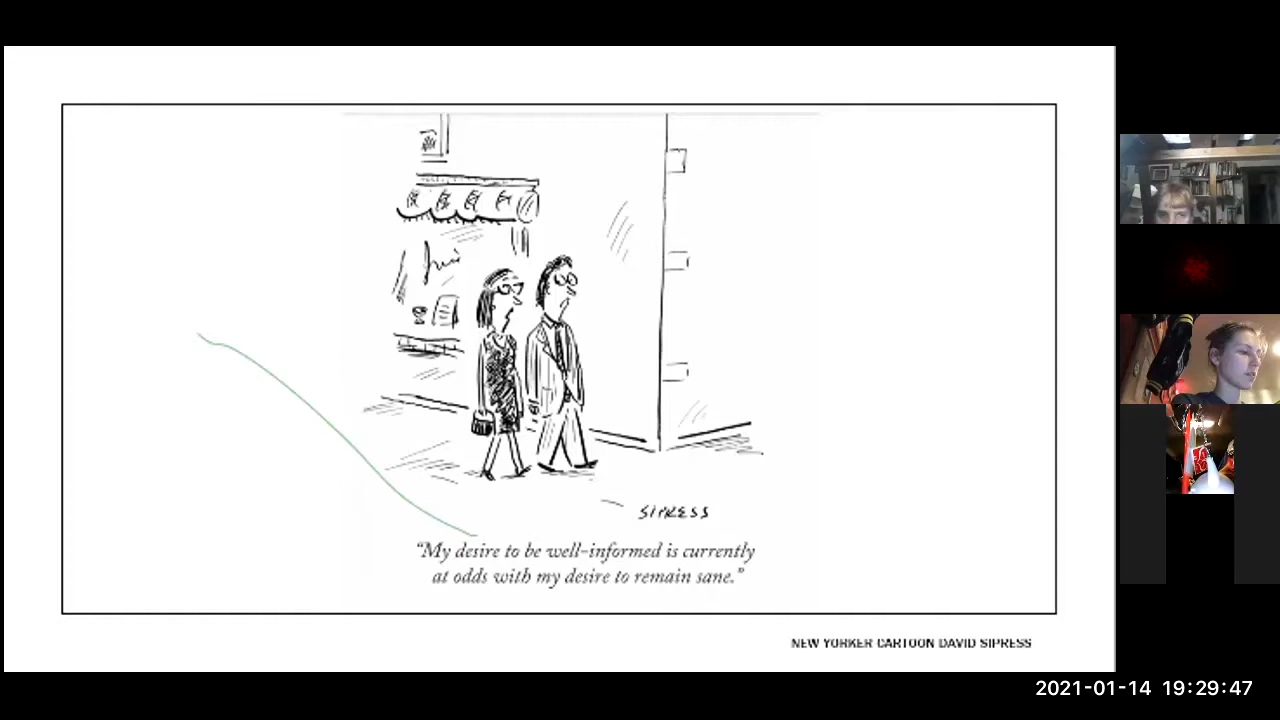 SIPRESS
“My desire to be well-informed is currently
at odds with my desire to remain sane.”
NEW YORKER CARTOON DAVID SIPRESS
2021-01-14 19:29:47